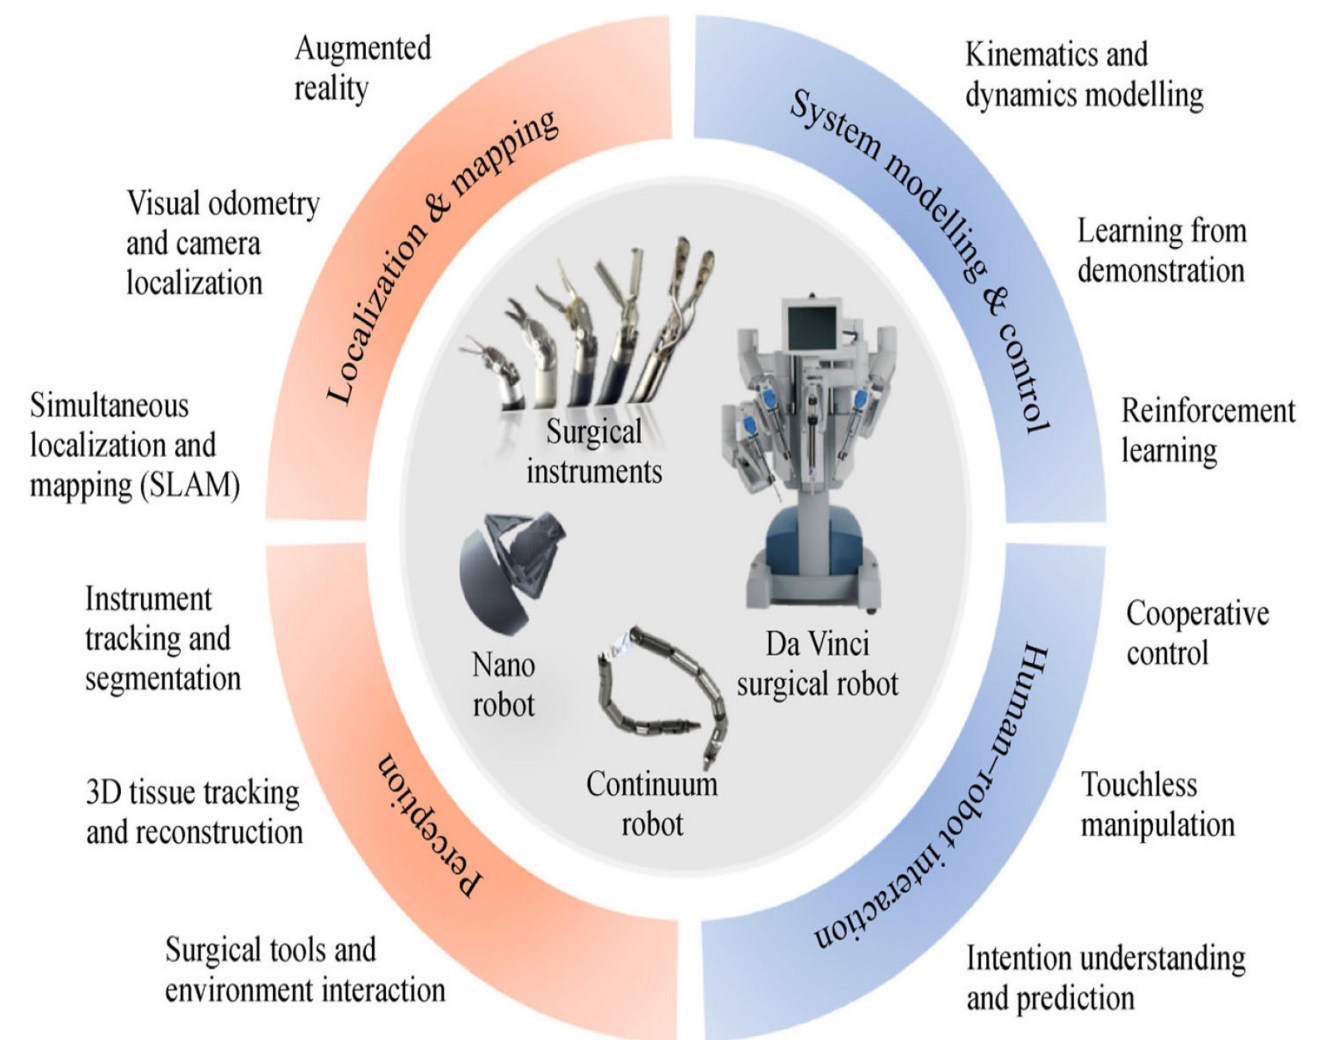 Augmented
reality
Visual odometry
and camera
localization
Simultaneous
localization and
mapping (SLAM)
Localization & mapping
Kinematics and
dynamics modelling
Learning from
demonstration
Reinforcement
learning
System modelling & control
Surgical
instruments
Nano
robot
Continuum
robot
Da Vinci
surgical robot
Instrument
tracking and
segmentation
3D tissue tracking
and reconstruction
Surgical tools and
environment interaction
Perception
Cooperative
control
Touchless
manipulation
Intention understanding
and prediction
Human–robot interaction